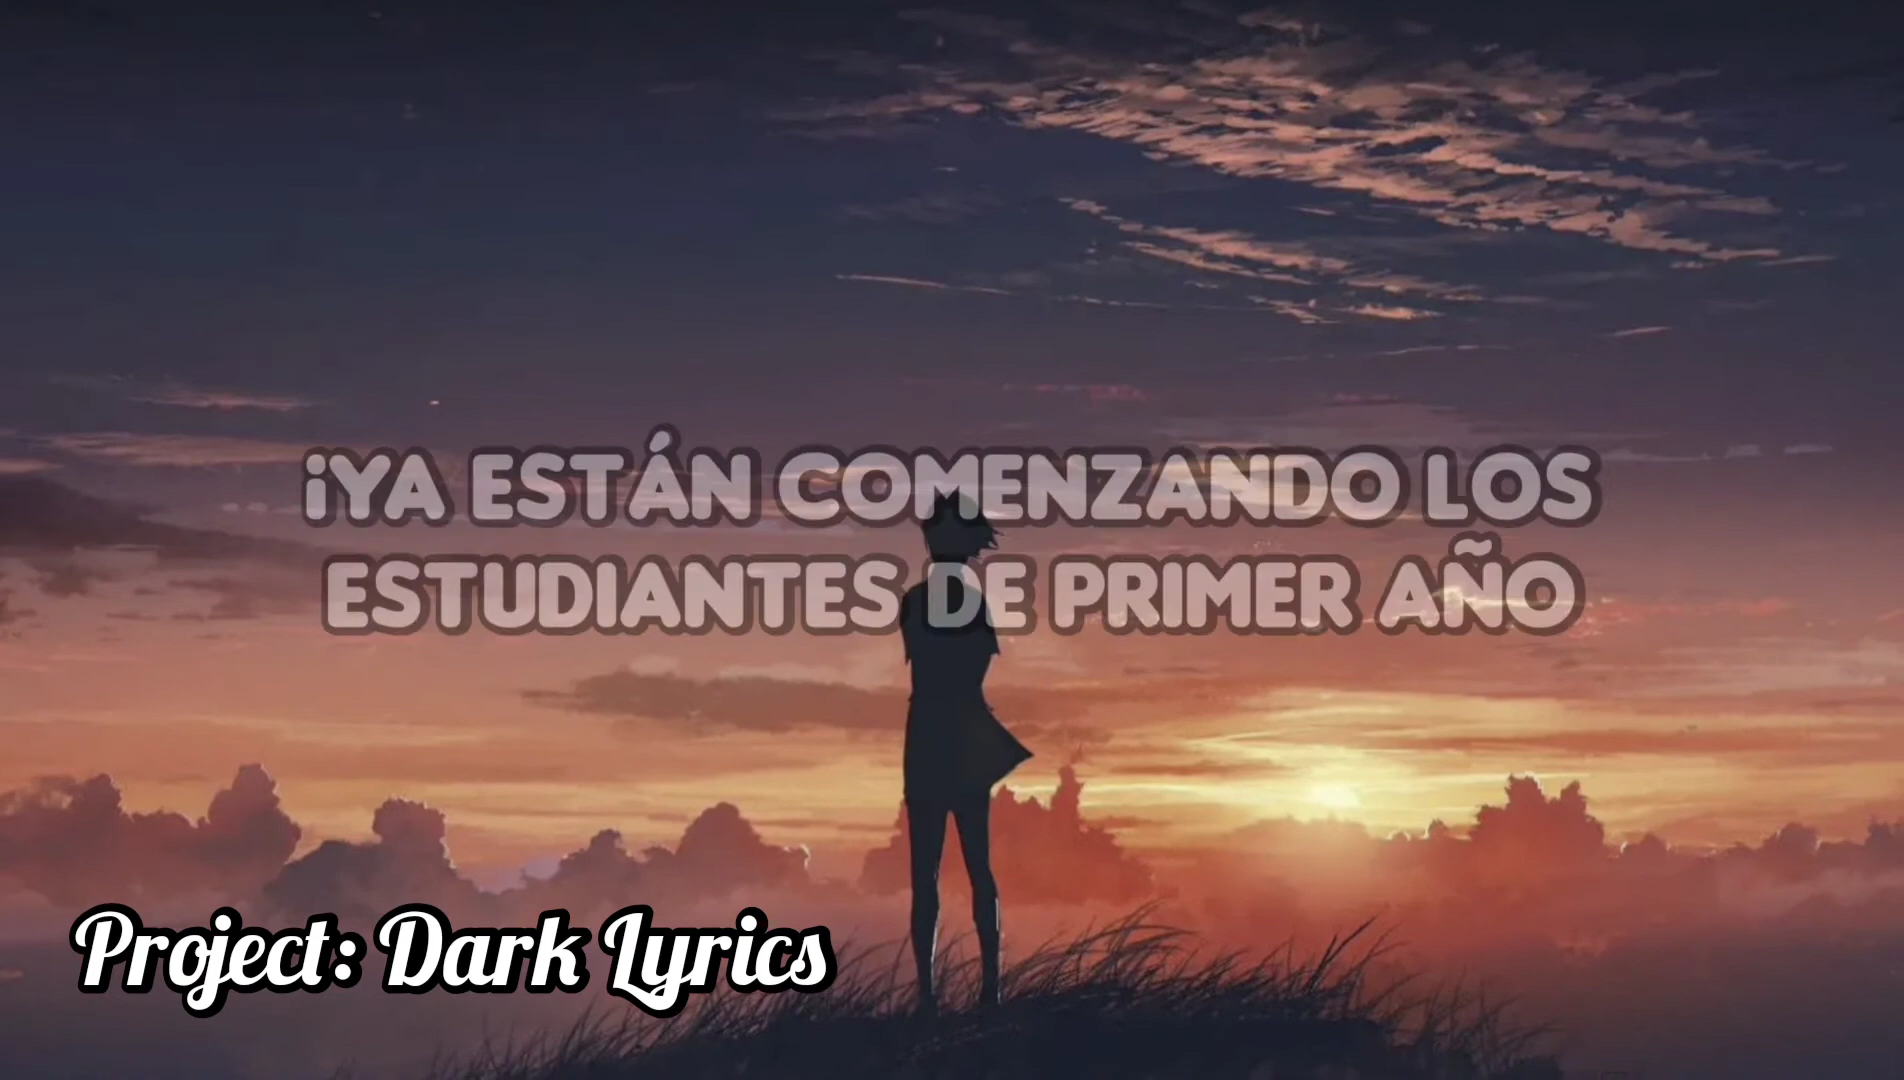 ¡YA ESTÁN COMENZANDO LOS
ESTUDIANTES DE PRIMER AÑO
Project: Dark Lyrics